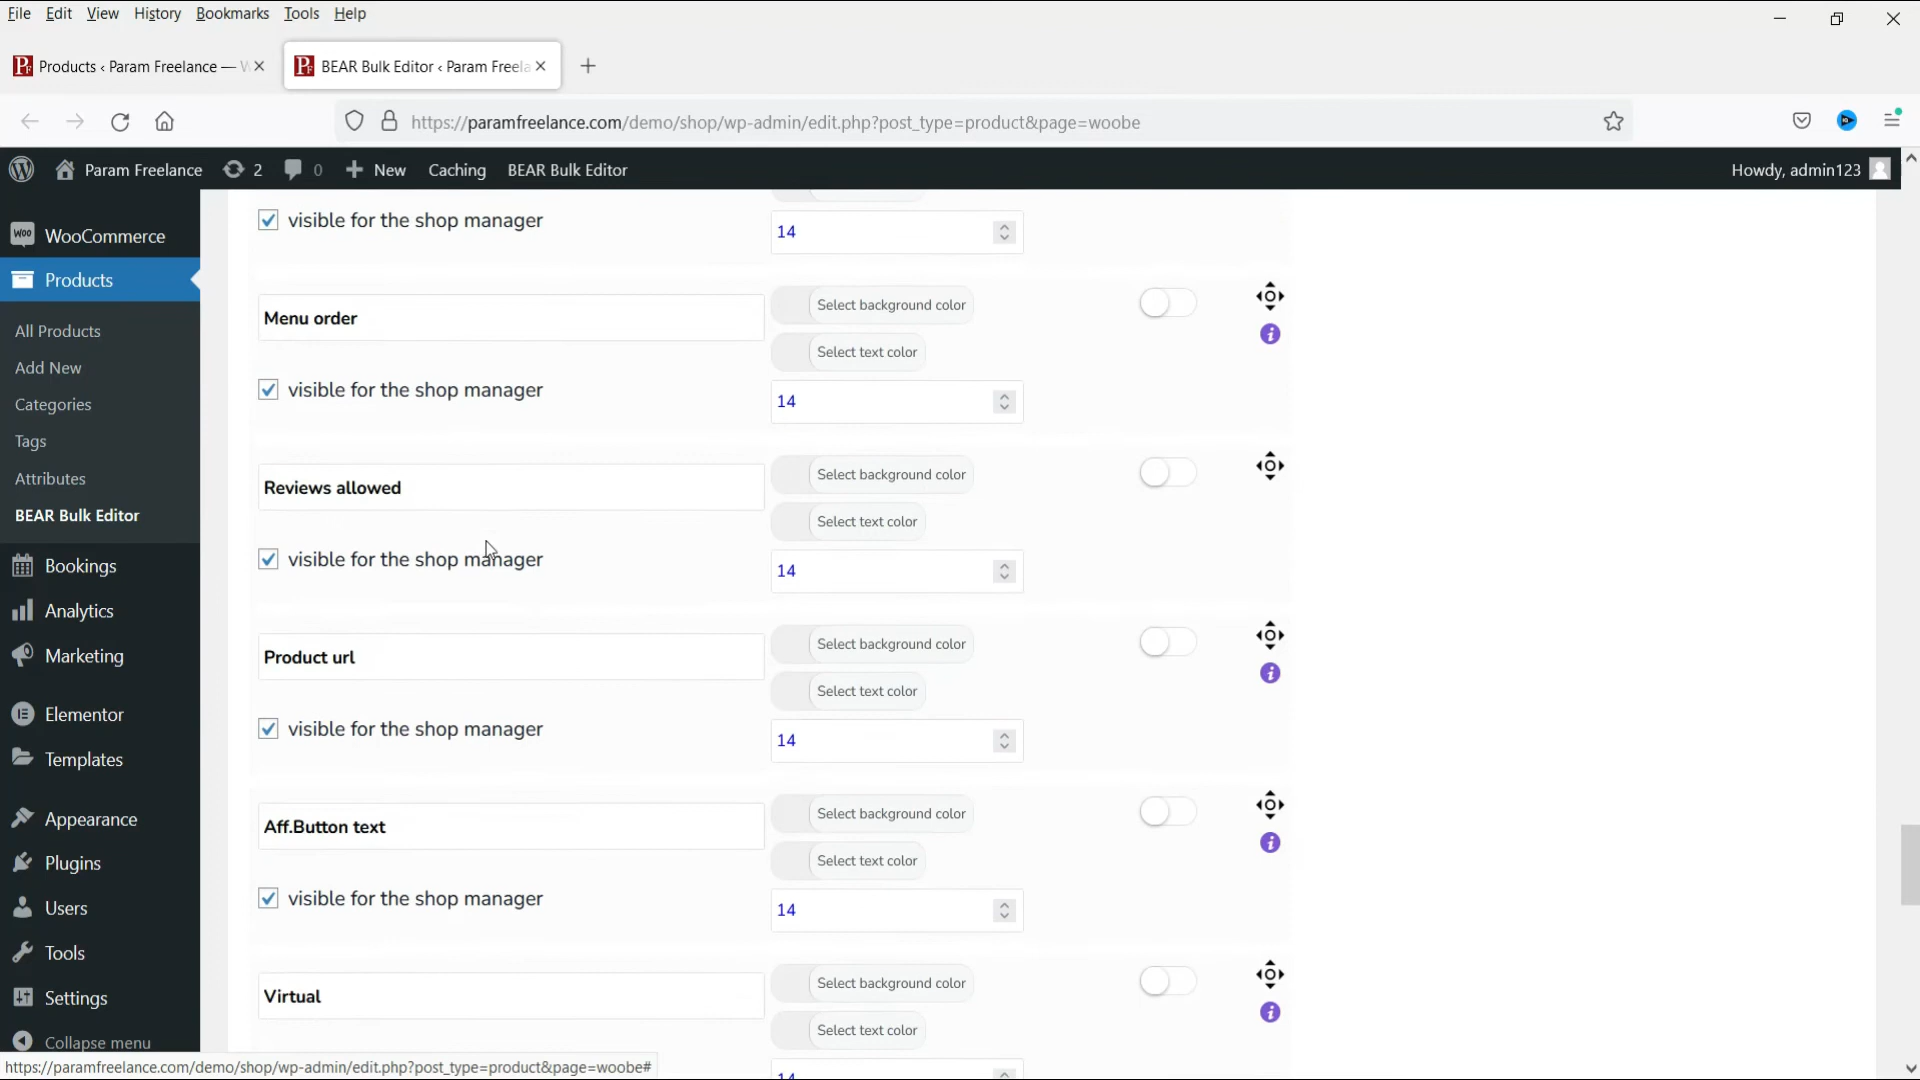 File Edit View History Bookmarks Tools Help
Products ‹ Param Freelance — W
BEAR Bulk Editor ‹ Param Freela
https://paramfreelance.com/demo/shop/wp-admin/edit.php?post_type=product&page=woobe
Param Freelance 2 0 New Caching BEAR Bulk Editor Howdy, admin123
WooCommerce
Products
All Products
Add New
Categories
Tags
Attributes
BEAR Bulk Editor
Bookings
Analytics
Marketing
Elementor
Templates
Appearance
Plugins
Users
Tools
Settings
Collapse menu
visible for the shop manager
14
Menu order
Select background color
Select text color
visible for the shop manager
14
Reviews allowed
Select background color
Select text color
visible for the shop manager
14
Product url
Select background color
Select text color
visible for the shop manager
14
Aff.Button text
Select background color
Select text color
visible for the shop manager
14
Virtual
Select background color
Select text color
14
https://paramfreelance.com/demo/shop/wp-admin/edit.php?post_type=product&page=woobe#